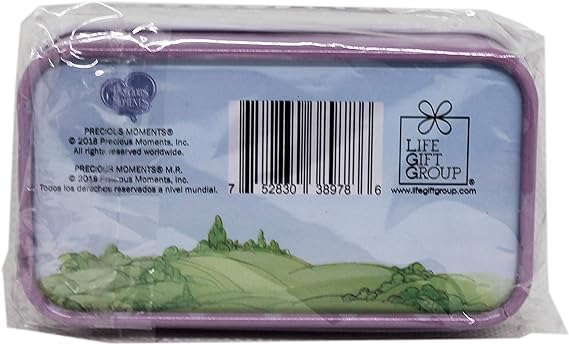 Precious
Moments
PRECIOUS MOMENTS®
© 2018 Precious Moments, Inc.
All rights reserved worldwide.
PRECIOUS MOMENTS® M.R.
© 2018 Precious Moments, Inc.
Todos los derechos reservados a nivel mundial.
7 52830 38978 6
LIFE
GIFT
GROUP®
www.lifegiftgroup.com